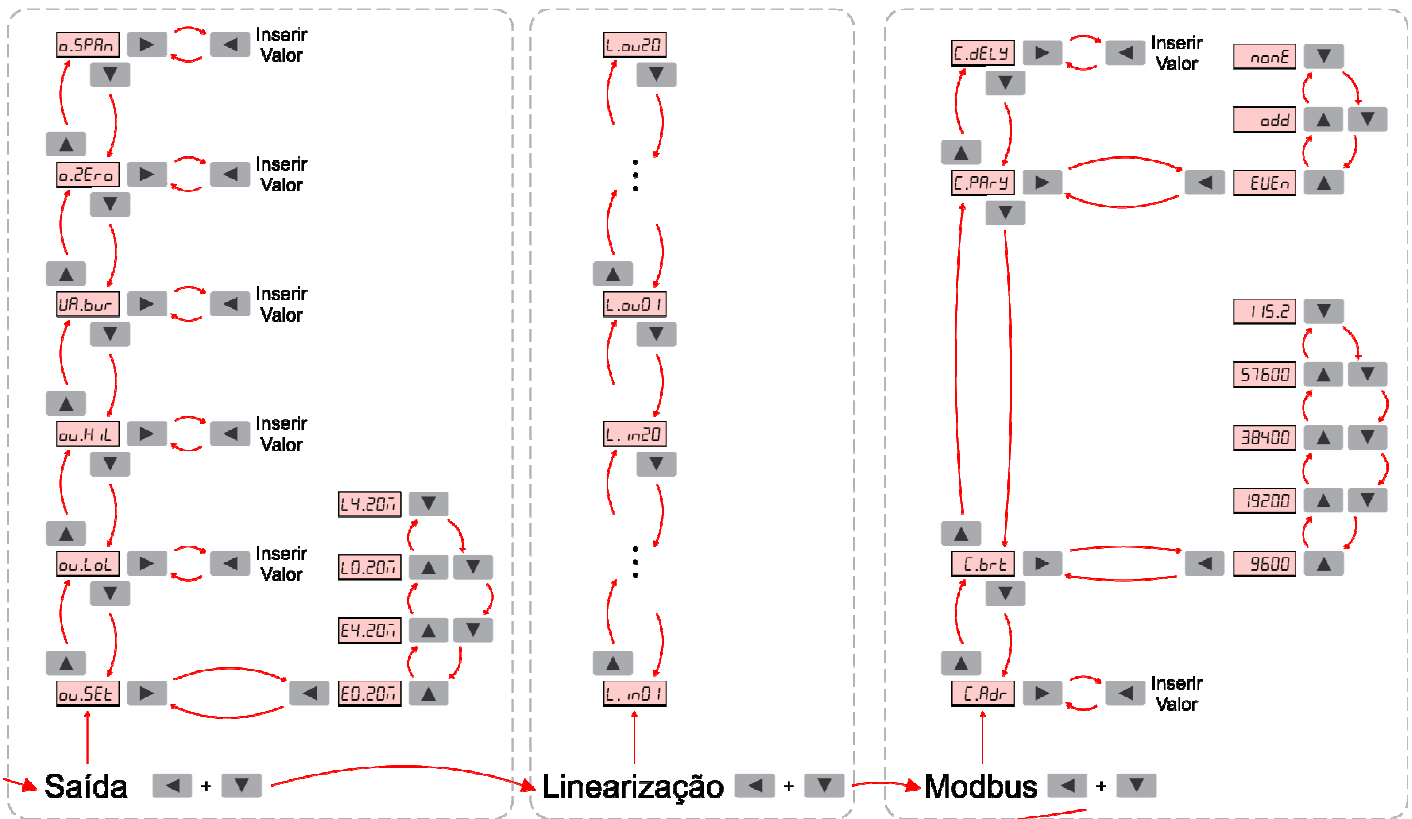 o.SPAn
Inserir
Valor
o.2Ero
Inserir
Valor
UA.bur
Inserir
Valor
ou.HiL
Inserir
Valor
ou.LoL
Inserir
Valor
ou.SEt
L4.20m
L0.20m
E4.20m
E0.20m
Saída
+
L.ou20
L.ou01
L.in20
L.in01
Linearização
+
C.dELY
Inserir
Valor
C.PArY
nonE
odd
EUEn
115.2
57600
38400
19200
9600
C.brt
C.Adr
Inserir
Valor
Modbus
+